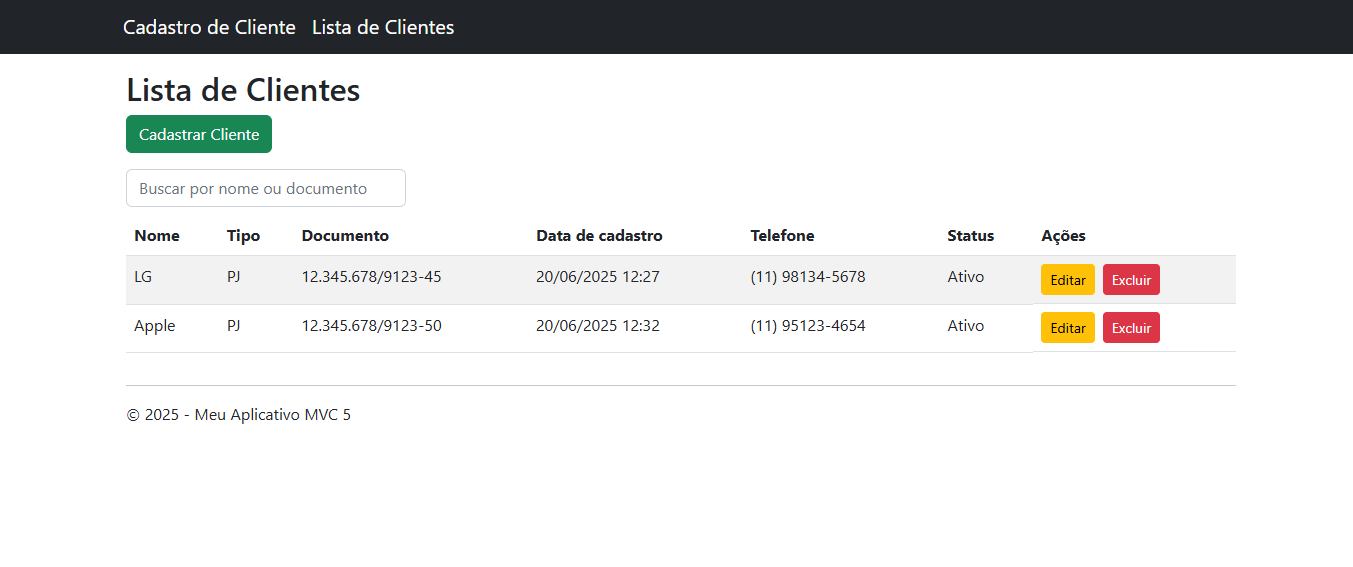 Cadastro de Cliente Lista de Clientes
Lista de Clientes
Cadastrar Cliente
Buscar por nome ou documento
Nome Tipo Documento Data de cadastro Telefone Status Ações
LG PJ 12.345.678/9123-45 20/06/2025 12:27 (11) 98134-5678 Ativo Editar Excluir
Apple PJ 12.345.678/9123-50 20/06/2025 12:32 (11) 95123-4654 Ativo Editar Excluir
© 2025 - Meu Aplicativo MVC 5